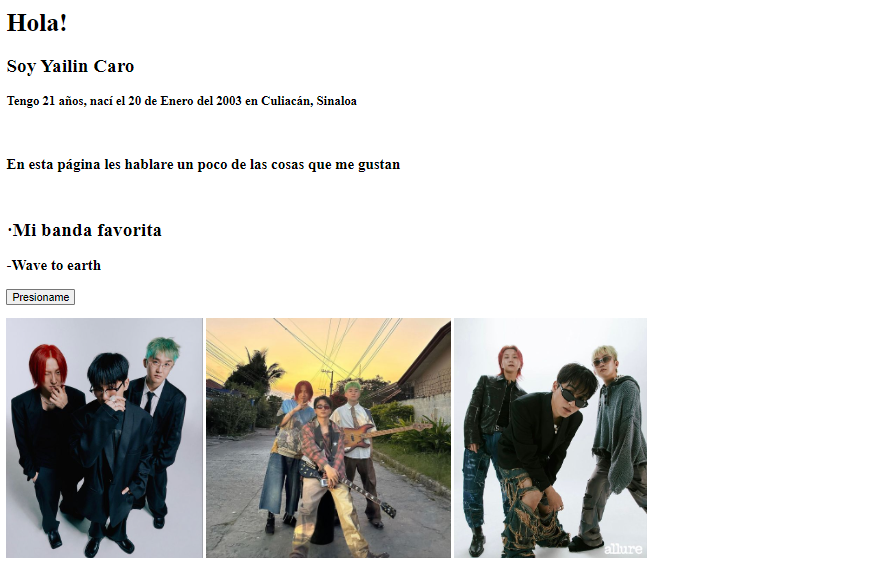 Hola!
Soy Yailin Caro
Tengo 21 años, nací el 20 de Enero del 2003 en Culiacán, Sinaloa
En esta página les hablare un poco de las cosas que me gustan
·Mi banda favorita
-Wave to earth
Presioname
allure